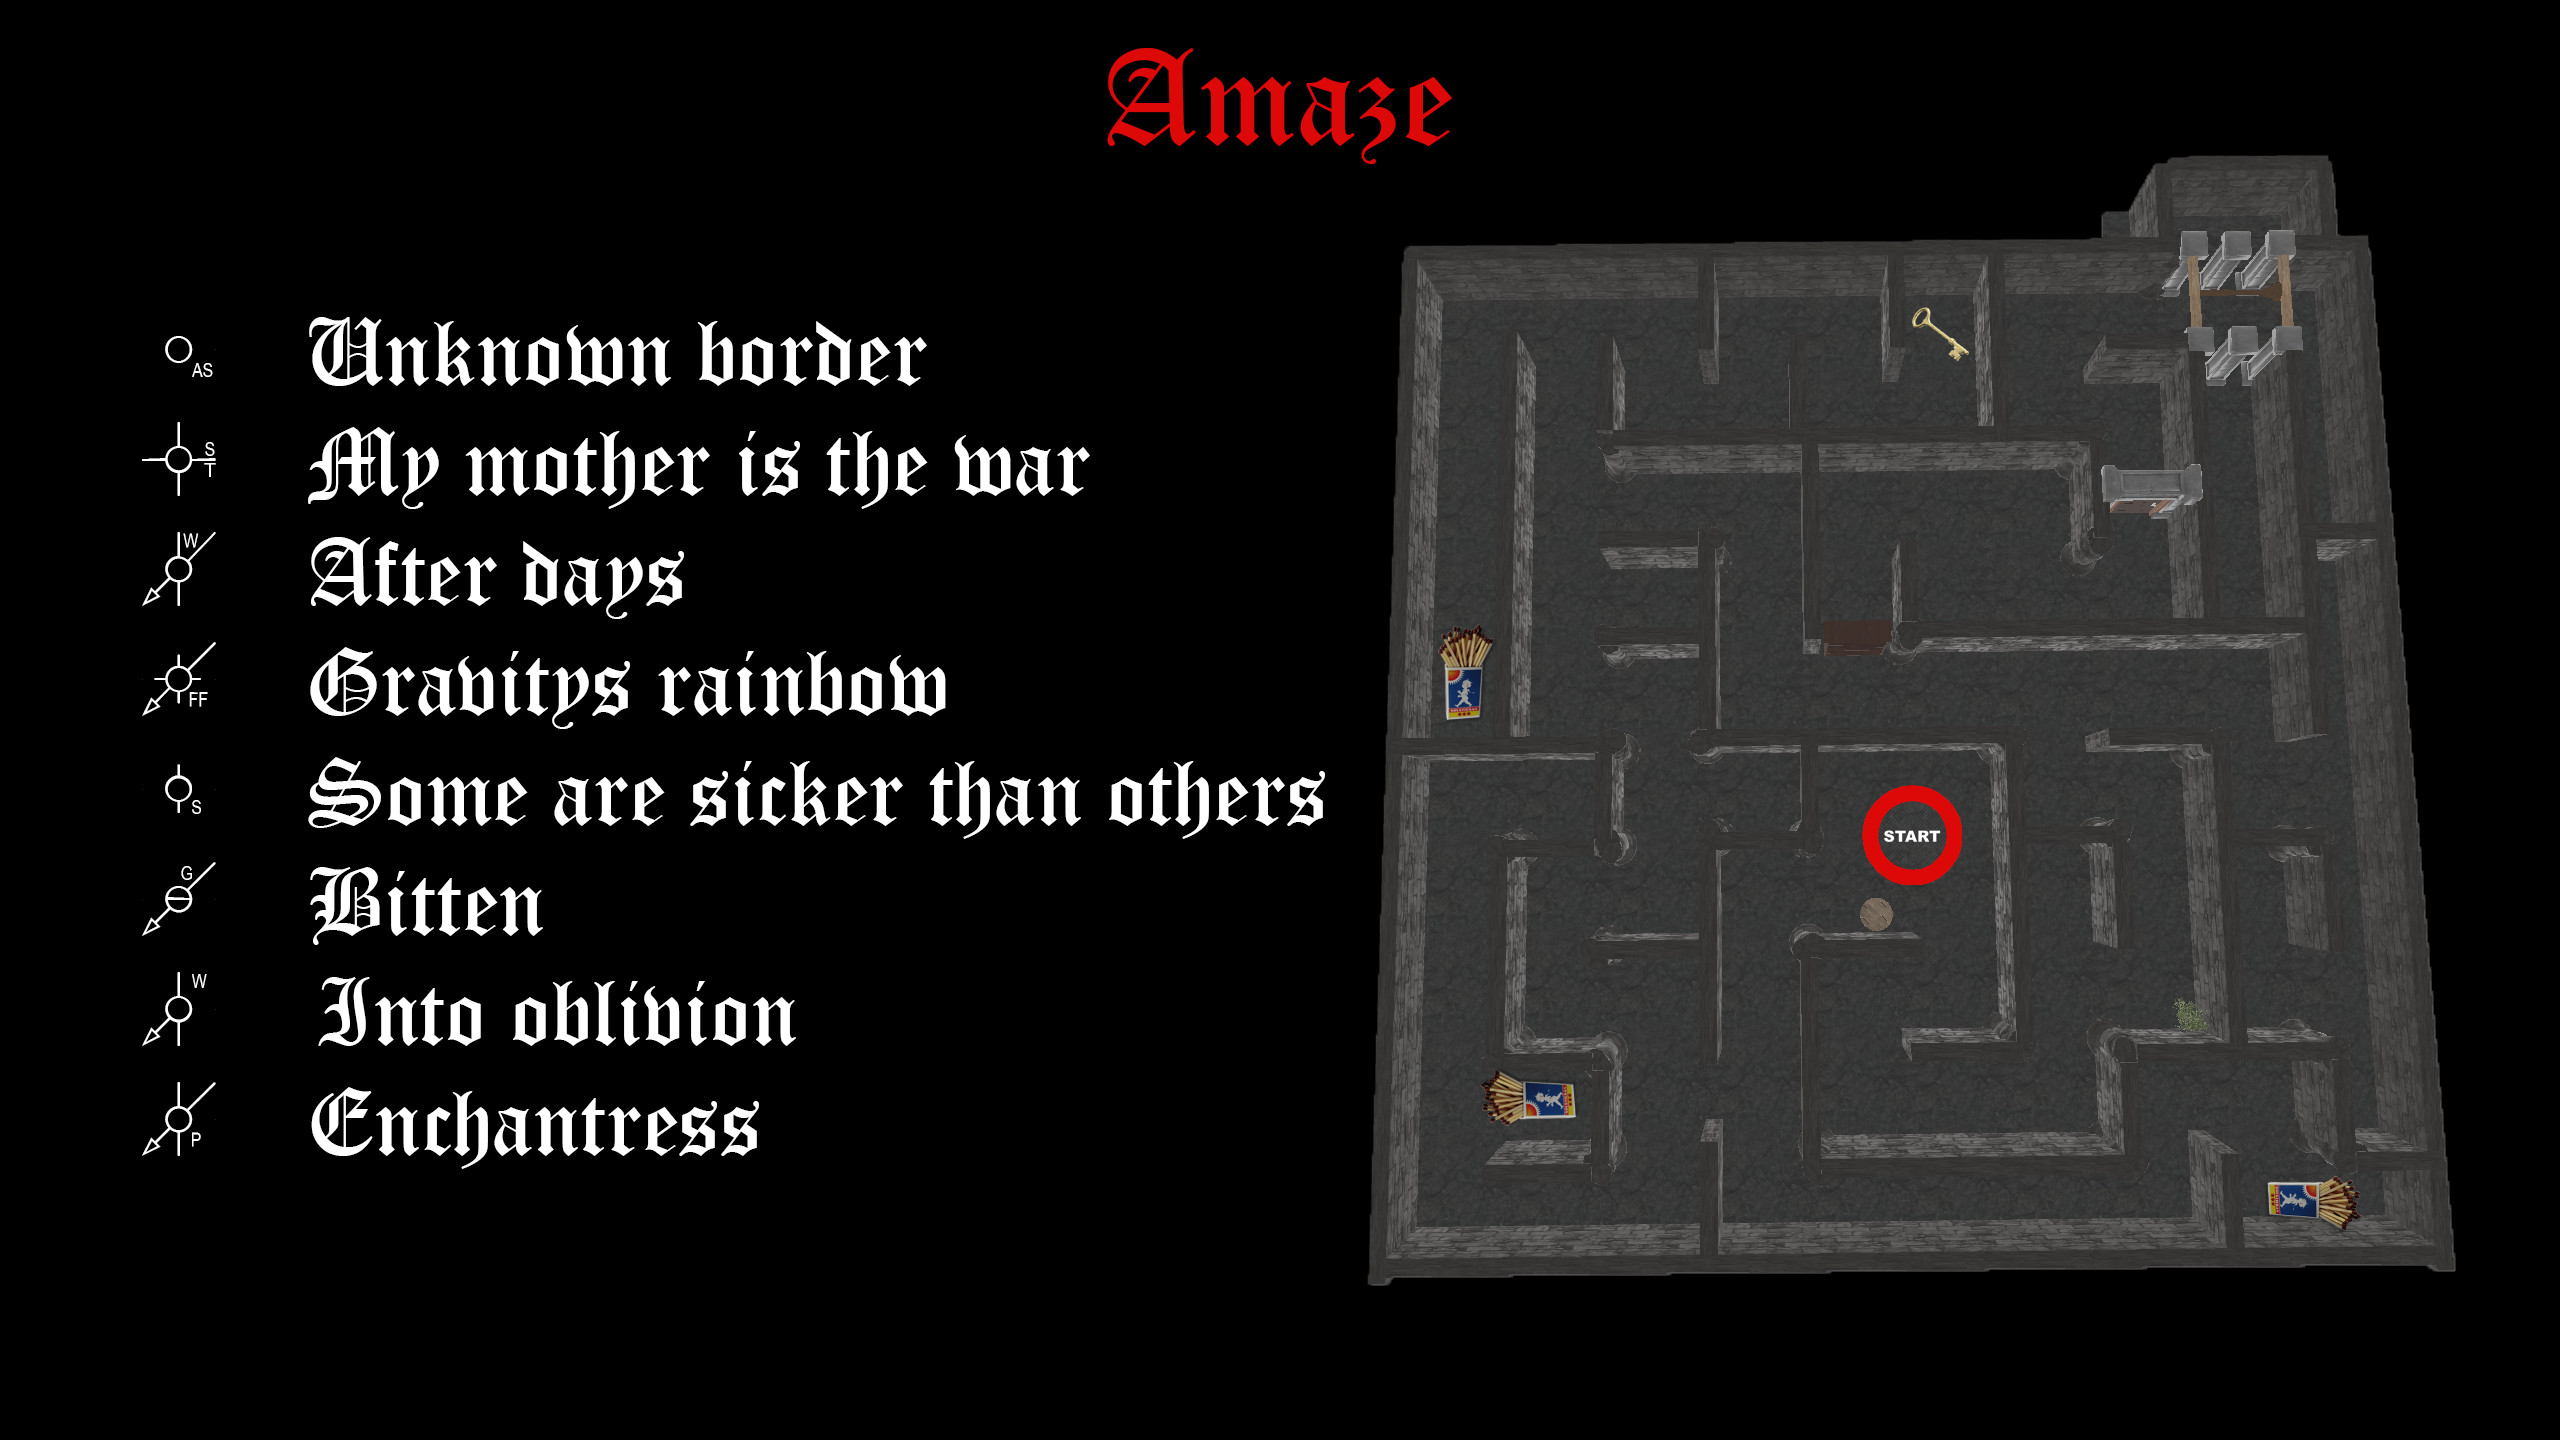 Amaze
AS
Unknown border
S
T
My mother is the war
W
After days
FF
Gravitys rainbow
S
Some are sicker than others
G
Bitten
W
Into oblivion
P
Enchantress
START